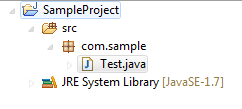 SampleProject
src
com.sample
Test.java
JRE System Library [JavaSE-1.7]